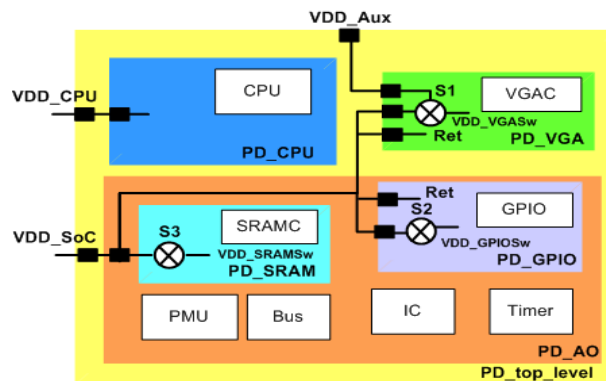 VDD_Aux
VDD_CPU
CPU
PD_CPU
S1
VGAC
VDD_VGASw
Ret
PD_VGA
VDD_SoC
S3
SRAMC
VDD_SRAMSw
PD_SRAM
Ret
S2
GPIO
VDD_GPIOSw
PD_GPIO
PMU
Bus
IC
Timer
PD_AO
PD_top_level